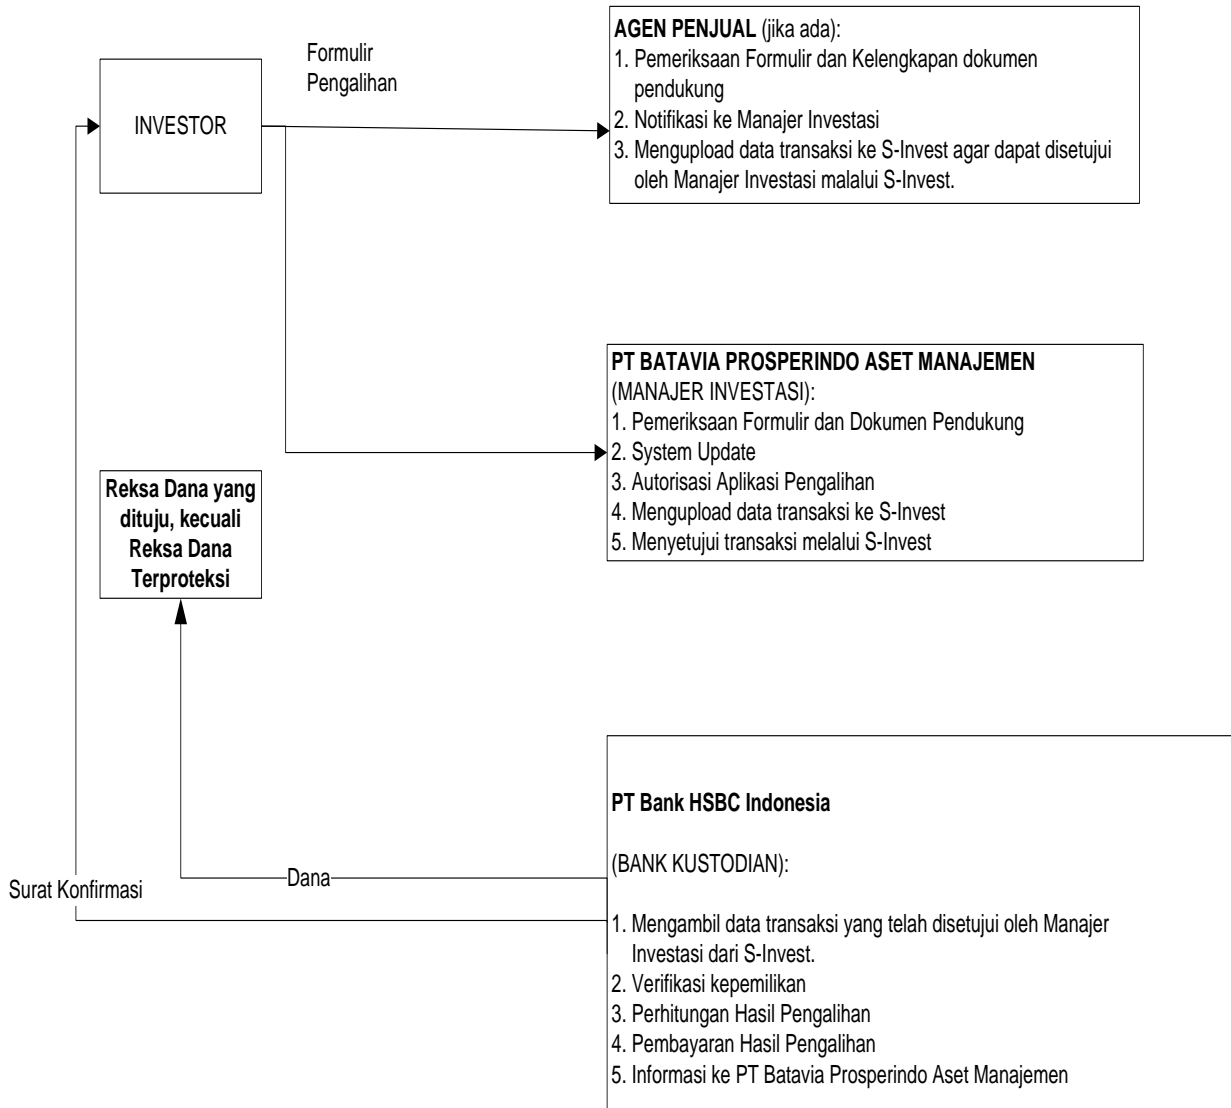 Formulir
Pengalihan
INVESTOR
AGEN PENJUAL (jika ada):
1. Pemeriksaan Formulir dan Kelengkapan dokumen
pendukung
2. Notifikasi ke Manajer Investasi
3. Mengupload data transaksi ke S-Invest agar dapat disetujui
oleh Manajer Investasi malalui S-Invest.
PT BATAVIA PROSPERINDO ASET MANAJEMEN
(MANAJER INVESTASI):
1. Pemeriksaan Formulir dan Dokumen Pendukung
2. System Update
3. Autorisasi Aplikasi Pengalihan
4. Mengupload data transaksi ke S-Invest
5. Menyetujui transaksi melalui S-Invest
Reksa Dana yang
dituju, kecuali
Reksa Dana
Terproteksi
PT Bank HSBC Indonesia
(BANK KUSTODIAN):
1. Mengambil data transaksi yang telah disetujui oleh Manajer
Investasi dari S-Invest.
2. Verifikasi kepemilikan
3. Perhitungan Hasil Pengalihan
4. Pembayaran Hasil Pengalihan
5. Informasi ke PT Batavia Prosperindo Aset Manajemen
Dana
Surat Konfirmasi